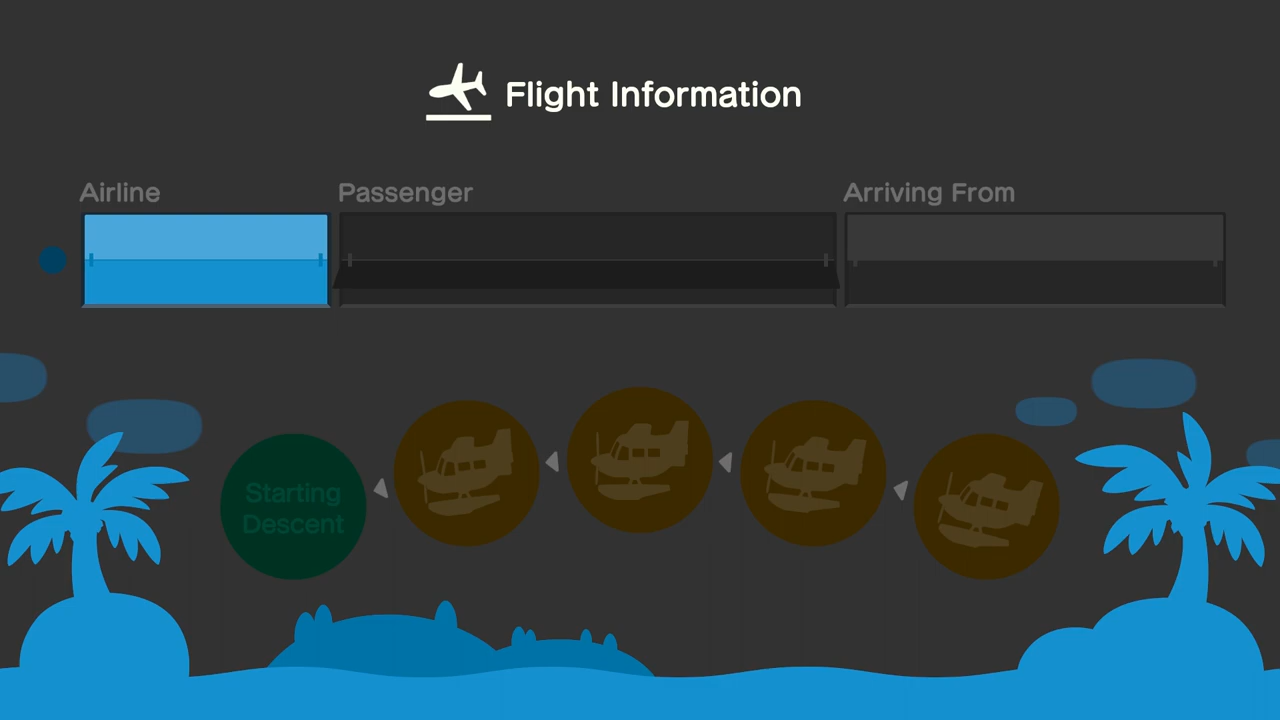 Flight Information
Airline
Passenger
Arriving From
Starting
Descent